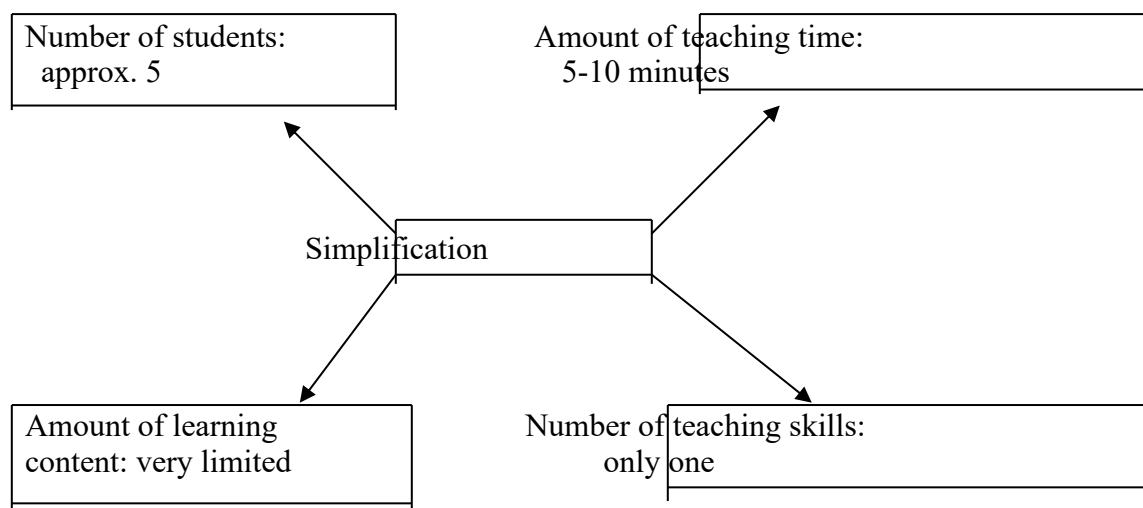 Number of students:
approx. 5
Amount of teaching time:
5-10 minutes
Simplification
Amount of learning
content: very limited
Number of teaching skills:
only one